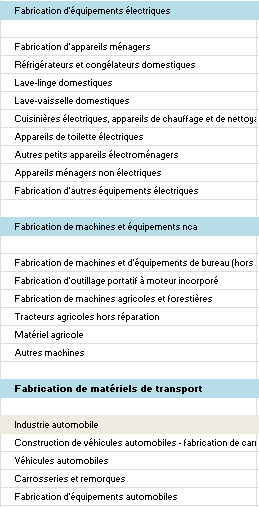 Fabrication d'équipements électriques
Fabrication d'appareils ménagers
Réfrigérateurs et congélateurs domestiques
Lave-linge domestiques
Lave-vaisselle domestiques
Cuisinières électriques, appareils de chauffage et de nettoya
Appareils de toilette électriques
Autres petits appareils électroménagers
Appareils ménagers non électriques
Fabrication d'autres équipements électriques
Fabrication de machines et équipements nca
Fabrication de machines et d'équipements de bureau (hors
Fabrication d'outillage portatif à moteur incorporé
Fabrication de machines agricoles et forestières
Tracteurs agricoles hors réparation
Matériel agricole
Autres machines
Fabrication de matériels de transport
Industrie automobile
Construction de véhicules automobiles - fabrication de carr
Véhicules automobiles
Carrosseries et remorques
Fabrication d'équipements automobiles